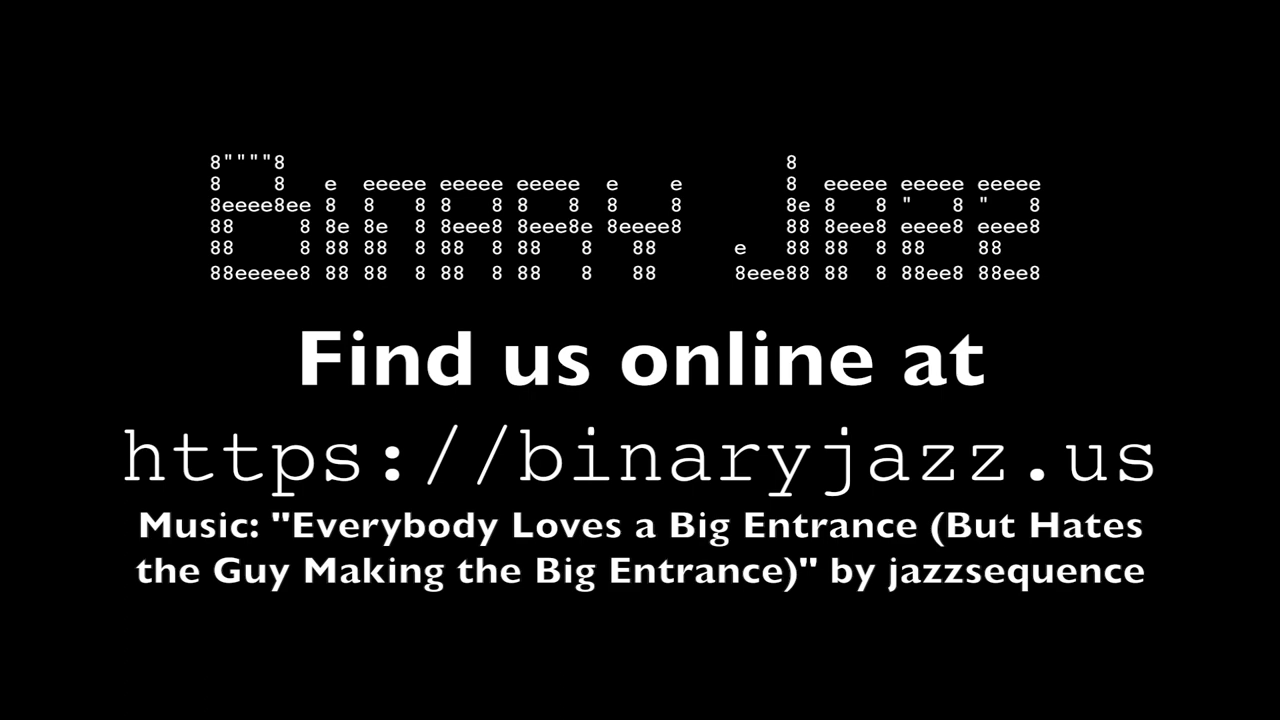 Binary Jazz
Find us online at
https://binaryjazz.us
Music: "Everybody Loves a Big Entrance (But Hates
the Guy Making the Big Entrance)" by jazzsequence